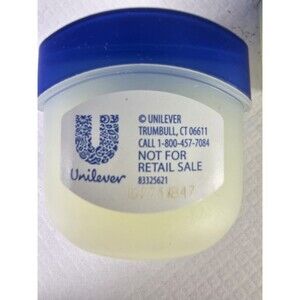 © UNILEVER
TRUMBULL, CT 06611
CALL 1-800-457-7084
NOT FOR
RETAIL SALE
83325621
Unilever